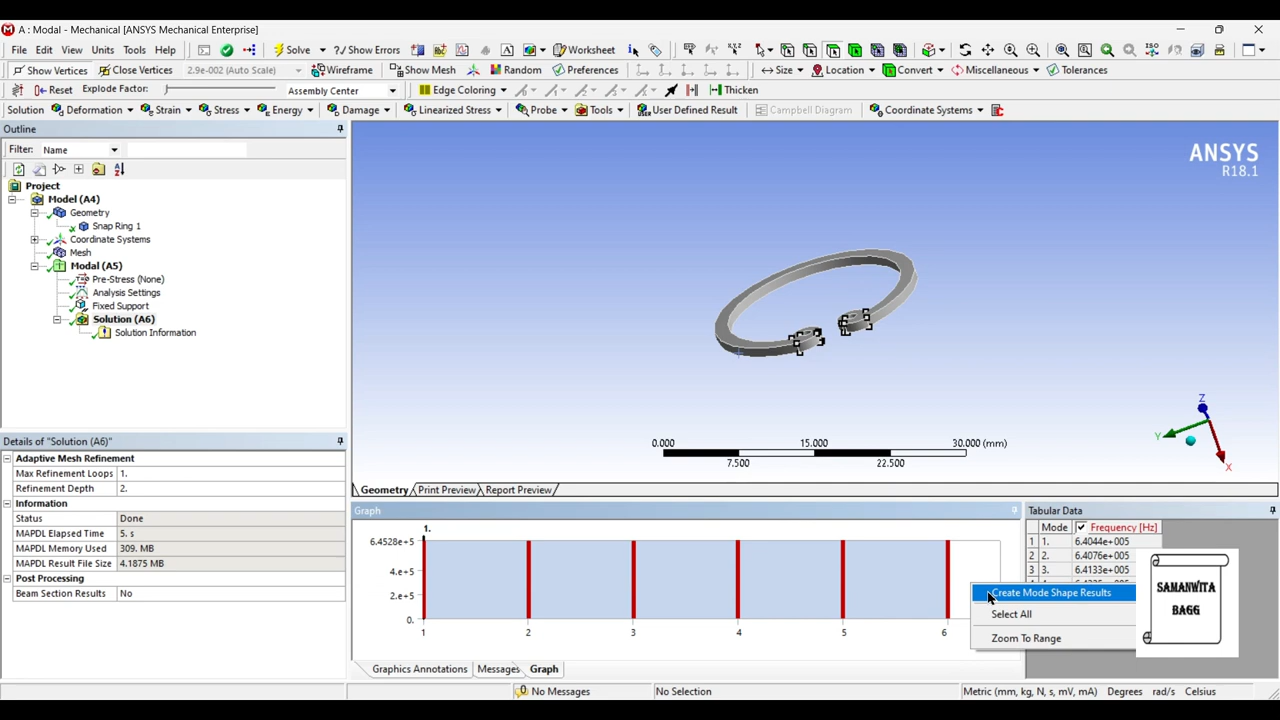 A : Modal - Mechanical [ANSYS Mechanical Enterprise]
File Edit View Units Tools Help Solve ?/ Show Errors Worksheet
Show Vertices Close Vertices 2.9e-002 (Auto Scale) Wireframe Show Mesh Random Preferences Size Location Convert Miscellaneous Tolerances
Reset Explode Factor: Assembly Center Edge Coloring Thicken
Solution Deformation Strain Stress Energy Damage Linearized Stress Probe Tools User Defined Result Campbell Diagram Coordinate Systems
Outline
Filter: Name
Project
Model (A4)
Geometry
Snap Ring 1
Coordinate Systems
Mesh
Modal (A5)
Pre-Stress (None)
Analysis Settings
Fixed Support
Solution (A6)
Solution Information
ANSYS
R18.1
Z
Y
X
0.000 15.000 30.000 (mm)
7.500 22.500
Details of "Solution (A6)"
Adaptive Mesh Refinement
Max Refinement Loops 1.
Refinement Depth 2.
Information
Status Done
MAPDL Elapsed Time 5. s
MAPDL Memory Used 309. MB
MAPDL Result File Size 4.1875 MB
Post Processing
Beam Section Results No
Geometry Print Preview Report Preview
Graph
1.
6.4528e+5
4.e+5
2.e+5
0.
1 2 3 4 5 6
Tabular Data
Mode Frequency [Hz]
1 1. 6.4044e+005
2 2. 6.4076e+005
3 3. 6.4133e+005
Create Mode Shape Results
Select All
Zoom To Range
SAMANWITA
BAGG
Graphics Annotations Messages Graph
0 No Messages No Selection Metric (mm, kg, N, s, mV, mA) Degrees rad/s Celsius